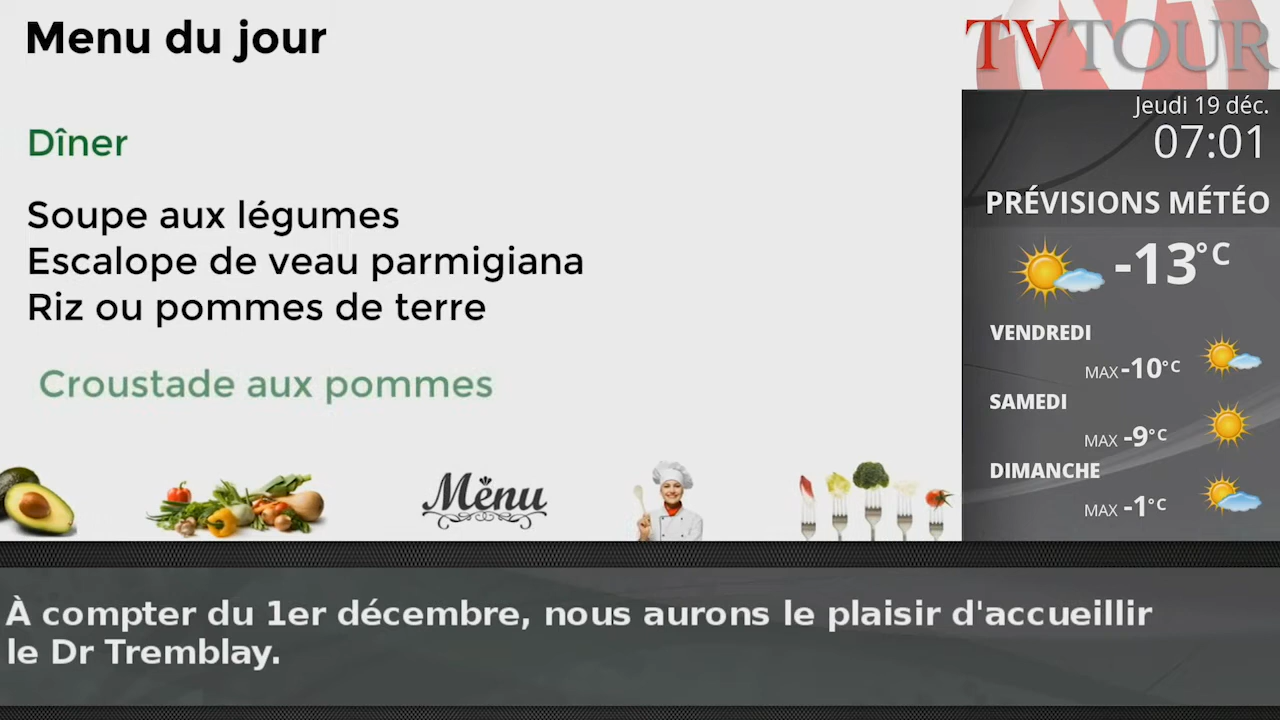 Menu du jour
Dîner
Soupe aux légumes
Escalope de veau parmigiana
Riz ou pommes de terre
Croustade aux pommes
Menu
TVTOUR
Jeudi 19 déc.
07:01
PRÉVISIONS MÉTÉO
-13°C
VENDREDI
MAX -10°C
SAMEDI
MAX -9°C
DIMANCHE
MAX -1°C
À compter du 1er décembre, nous aurons le plaisir d'accueillir
le Dr Tremblay.